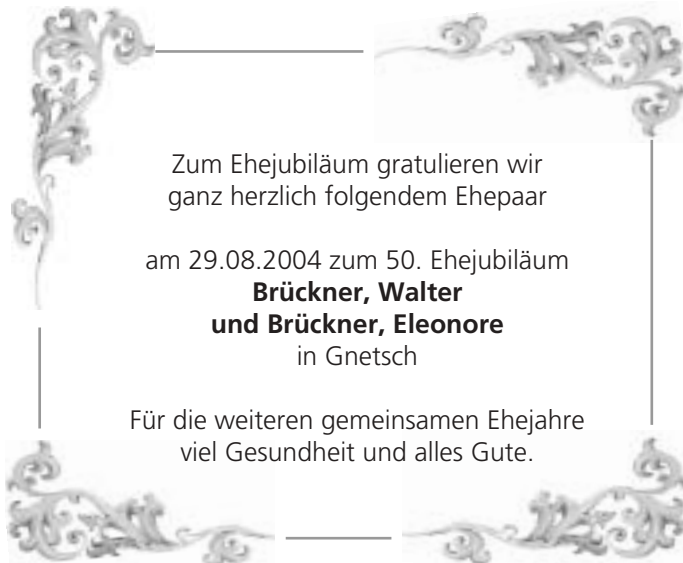 Zum Ehejubiläum gratulieren wir
ganz herzlich folgendem Ehepaar
am 29.08.2004 zum 50. Ehejubiläum
Brückner, Walter
und Brückner, Eleonore
in Gnetsch
Für die weiteren gemeinsamen Ehejahre
viel Gesundheit und alles Gute.